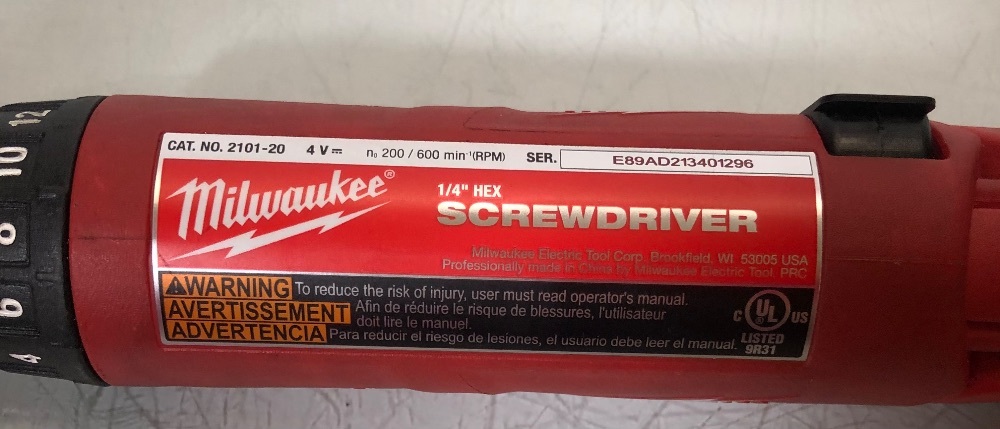 12
10
8
6
4
CAT. NO. 2101-20 4 V⎓ n₀ 200 / 600 min⁻¹(RPM) SER. E89AD213401296
Milwaukee®
1/4" HEX
SCREWDRIVER
Milwaukee Electric Tool Corp. Brookfield, WI 53005 USA
Professionally made in China by Milwaukee Electric Tool, PRC
⚠WARNING To reduce the risk of injury, user must read operator's manual.
AVERTISSEMENT Afin de réduire le risque de blessures, l'utilisateur
doit lire le manuel.
ADVERTENCIA Para reducir el riesgo de lesiones, el usuario debe leer el manual.
C UL US
LISTED
9R31